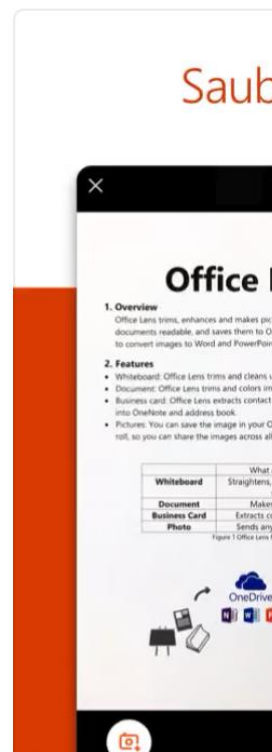 Saub
Office
1. Overview
Office Lens trims, enhances and makes pic
documents readable, and saves them to O
to convert images to Word and PowerPoin
2. Features
• Whiteboard: Office Lens trims and cleans
• Document: Office Lens trims and colors im
• Business card: Office Lens extracts contact
into OneNote and address book.
• Pictures: You can save the image in your
roll, so you can share the images across all
What
Whiteboard Straightens,
Document Makes
Business Card Extracts co
Photo Sends any
Figure 1 Office Lens
OneDrive